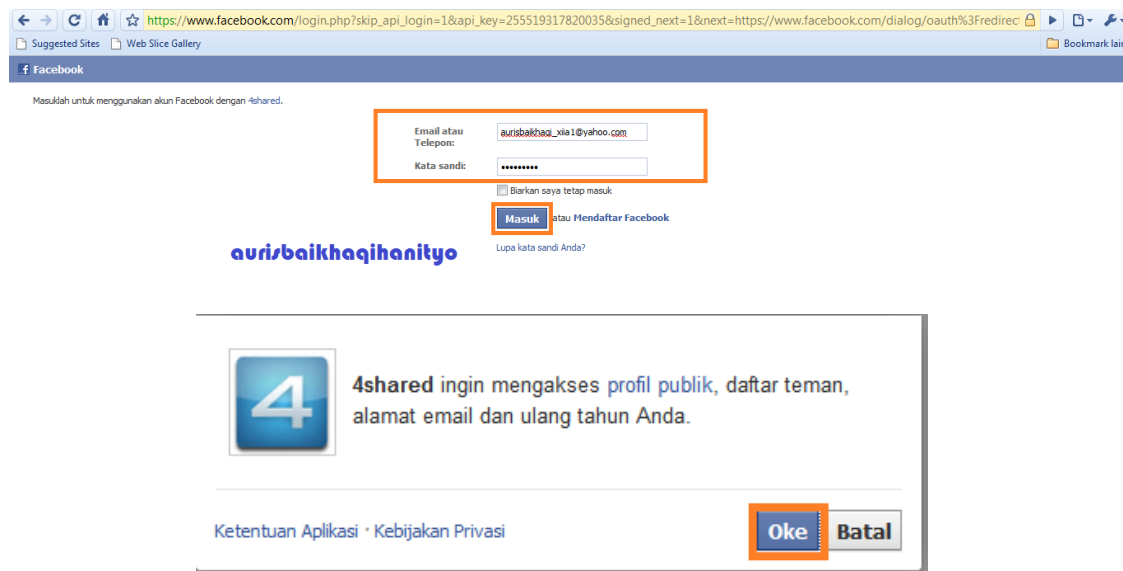 https://www.facebook.com/login.php?skip_api_login=1&api_key=255519317820035&signed_next=1&next=https://www.facebook.com/dialog/oauth%3Fredirec
Suggested Sites Web Slice Gallery Bookmark lain
f Facebook
Masuklah untuk menggunakan akun Facebook dengan 4shared.
Email atau
Telepon:
aurisbaikhaqi_xiia1@yahoo.com
Kata sandi:
Biarkan saya tetap masuk
Masuk atau Mendaftar Facebook
Lupa kata sandi Anda?
aurisbaikhaqihanityo
4
4shared ingin mengakses profil publik, daftar teman,
alamat email dan ulang tahun Anda.
Ketentuan Aplikasi · Kebijakan Privasi
Oke Batal